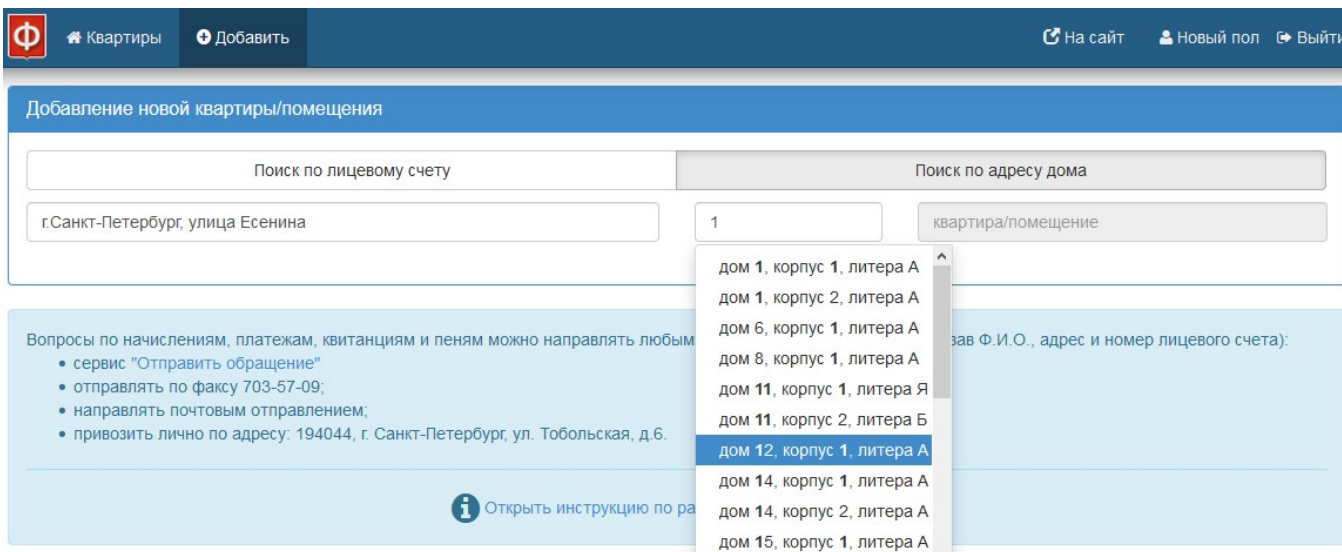 Ф Квартиры Добавить На сайт Новый пол Выйти
Добавление новой квартиры/помещения
Поиск по лицевому счету Поиск по адресу дома
г.Санкт-Петербург, улица Есенина 1 квартира/помещение
дом 1, корпус 1, литера А
дом 1, корпус 2, литера А
дом 6, корпус 1, литера А
дом 8, корпус 1, литера А
дом 11, корпус 1, литера Я
дом 11, корпус 2, литера Б
дом 12, корпус 1, литера А
дом 14, корпус 1, литера А
дом 14, корпус 2, литера А
дом 15, корпус 1, литера А
Вопросы по начислениям, платежам, квитанциям и пеням можно направлять любым Ф.И.О., адрес и номер лицевого счета):
• сервис "Отправить обращение"
• отправлять по факсу 703-57-09;
• направлять почтовым отправлением;
• привозить лично по адресу: 194044, г. Санкт-Петербург, ул. Тобольская, д.6.
Открыть инструкцию по